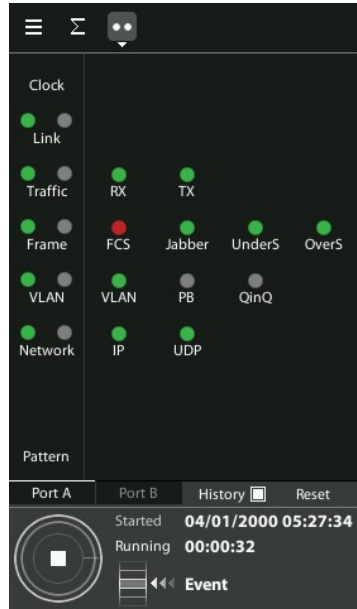 Σ
Clock
Link
Traffic RX TX
Frame FCS Jabber UnderS OverS
VLAN VLAN PB QinQ
Network IP UDP
Pattern
Port A Port B History Reset
Started 04/01/2000 05:27:34
Running 00:00:32
Event